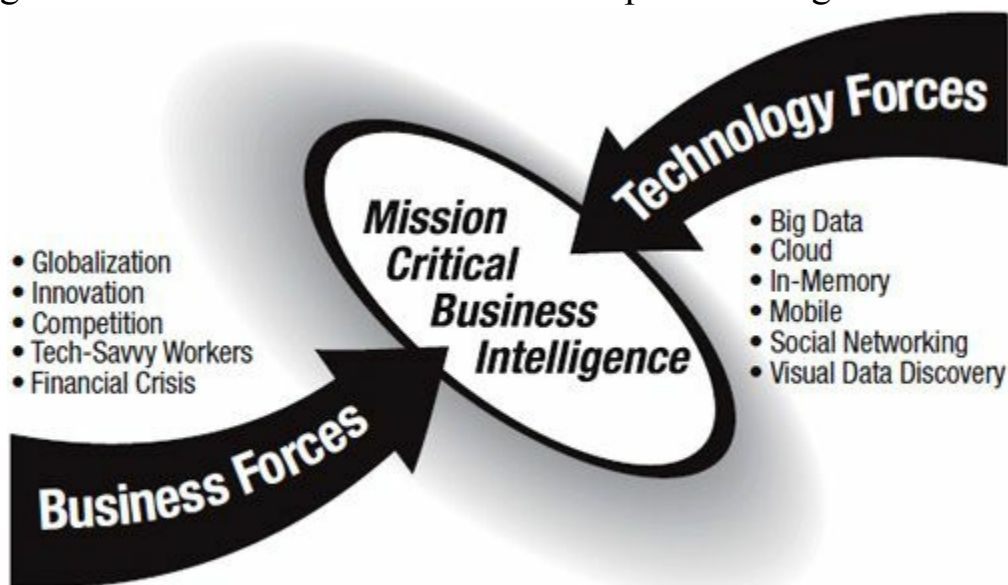 Technology Forces
Mission
Critical
Business
Intelligence
• Big Data
• Cloud
• In-Memory
• Mobile
• Social Networking
• Visual Data Discovery
• Globalization
• Innovation
• Competition
• Tech-Savvy Workers
• Financial Crisis
Business Forces